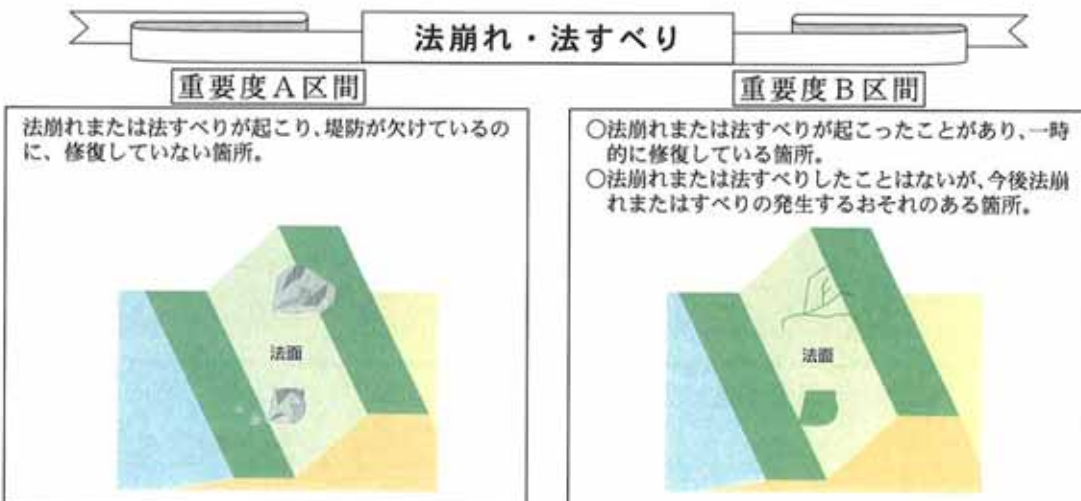 法崩れ・法すべり
重要度A区間
法崩れまたは法すべりが起こり、堤防が欠けているの
に、修復していない箇所。
法面
重要度B区間
○法崩れまたは法すべりが起こったことがあり、一時
的に修復している箇所。
○法崩れまたは法すべりしたことはないが、今後法崩
れまたはすべりの発生するおそれのある箇所。
法面